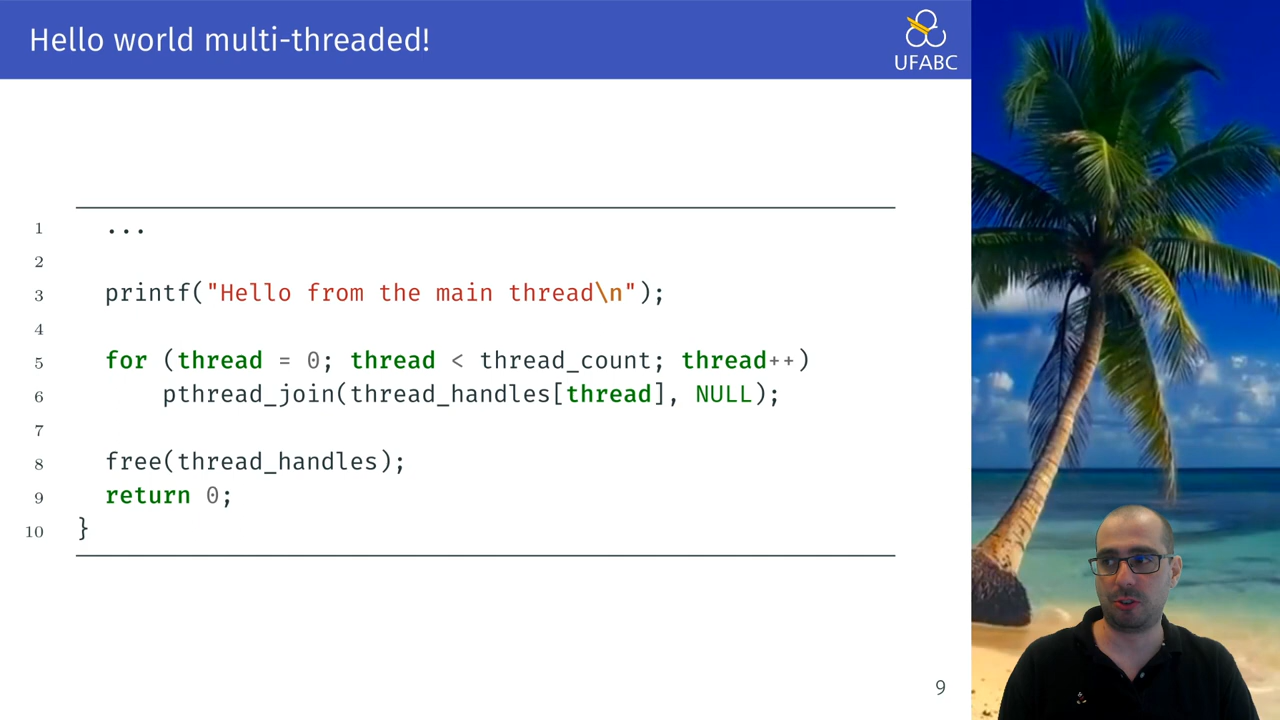 Hello world multi-threaded!
UFABC
1 ...
2
3 printf("Hello from the main thread\n");
4
5 for (thread = 0; thread < thread_count; thread++)
6 pthread_join(thread_handles[thread], NULL);
7
8 free(thread_handles);
9 return 0;
10 }
9